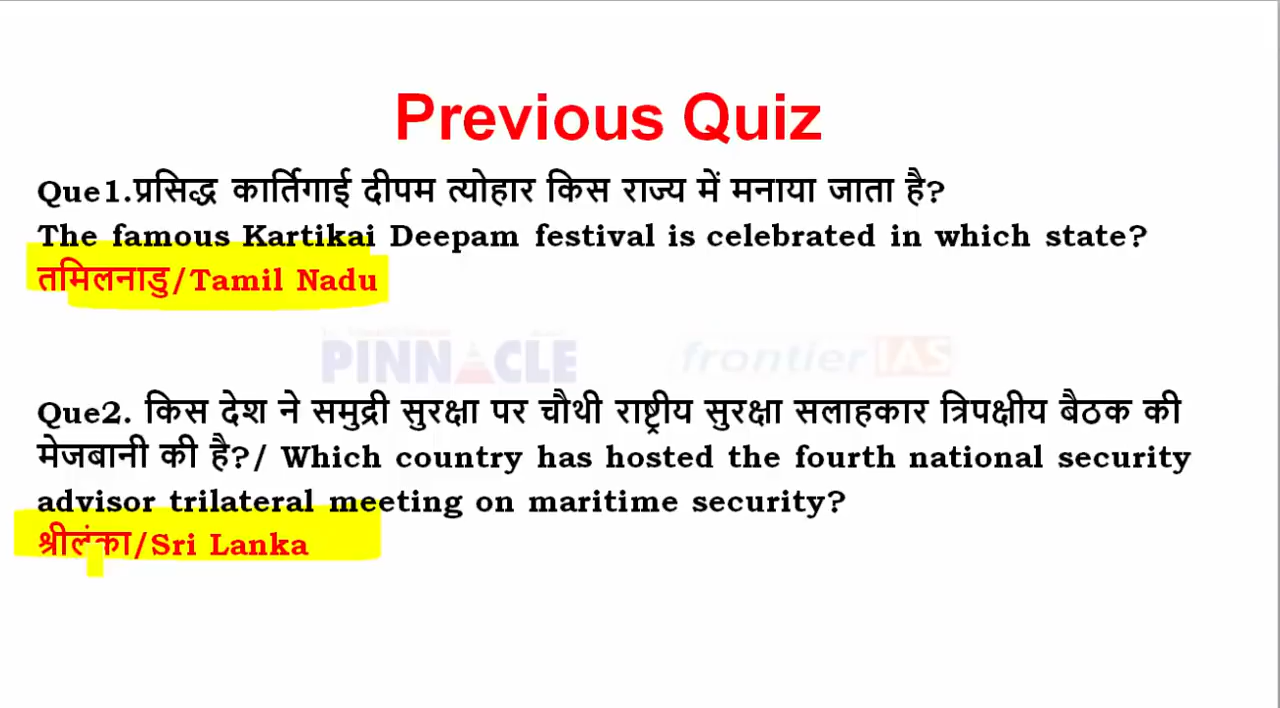 Previous Quiz
Que1.प्रसिद्ध कार्तिगाई दीपम त्योहार किस राज्य में मनाया जाता है?
The famous Kartikai Deepam festival is celebrated in which state?
तमिलनाडु/Tamil Nadu
PINNACLE frontier IAS
Que2. किस देश ने समुद्री सुरक्षा पर चौथी राष्ट्रीय सुरक्षा सलाहकार त्रिपक्षीय बैठक की
मेजबानी की है?/ Which country has hosted the fourth national security
advisor trilateral meeting on maritime security?
श्रीलंका/Sri Lanka